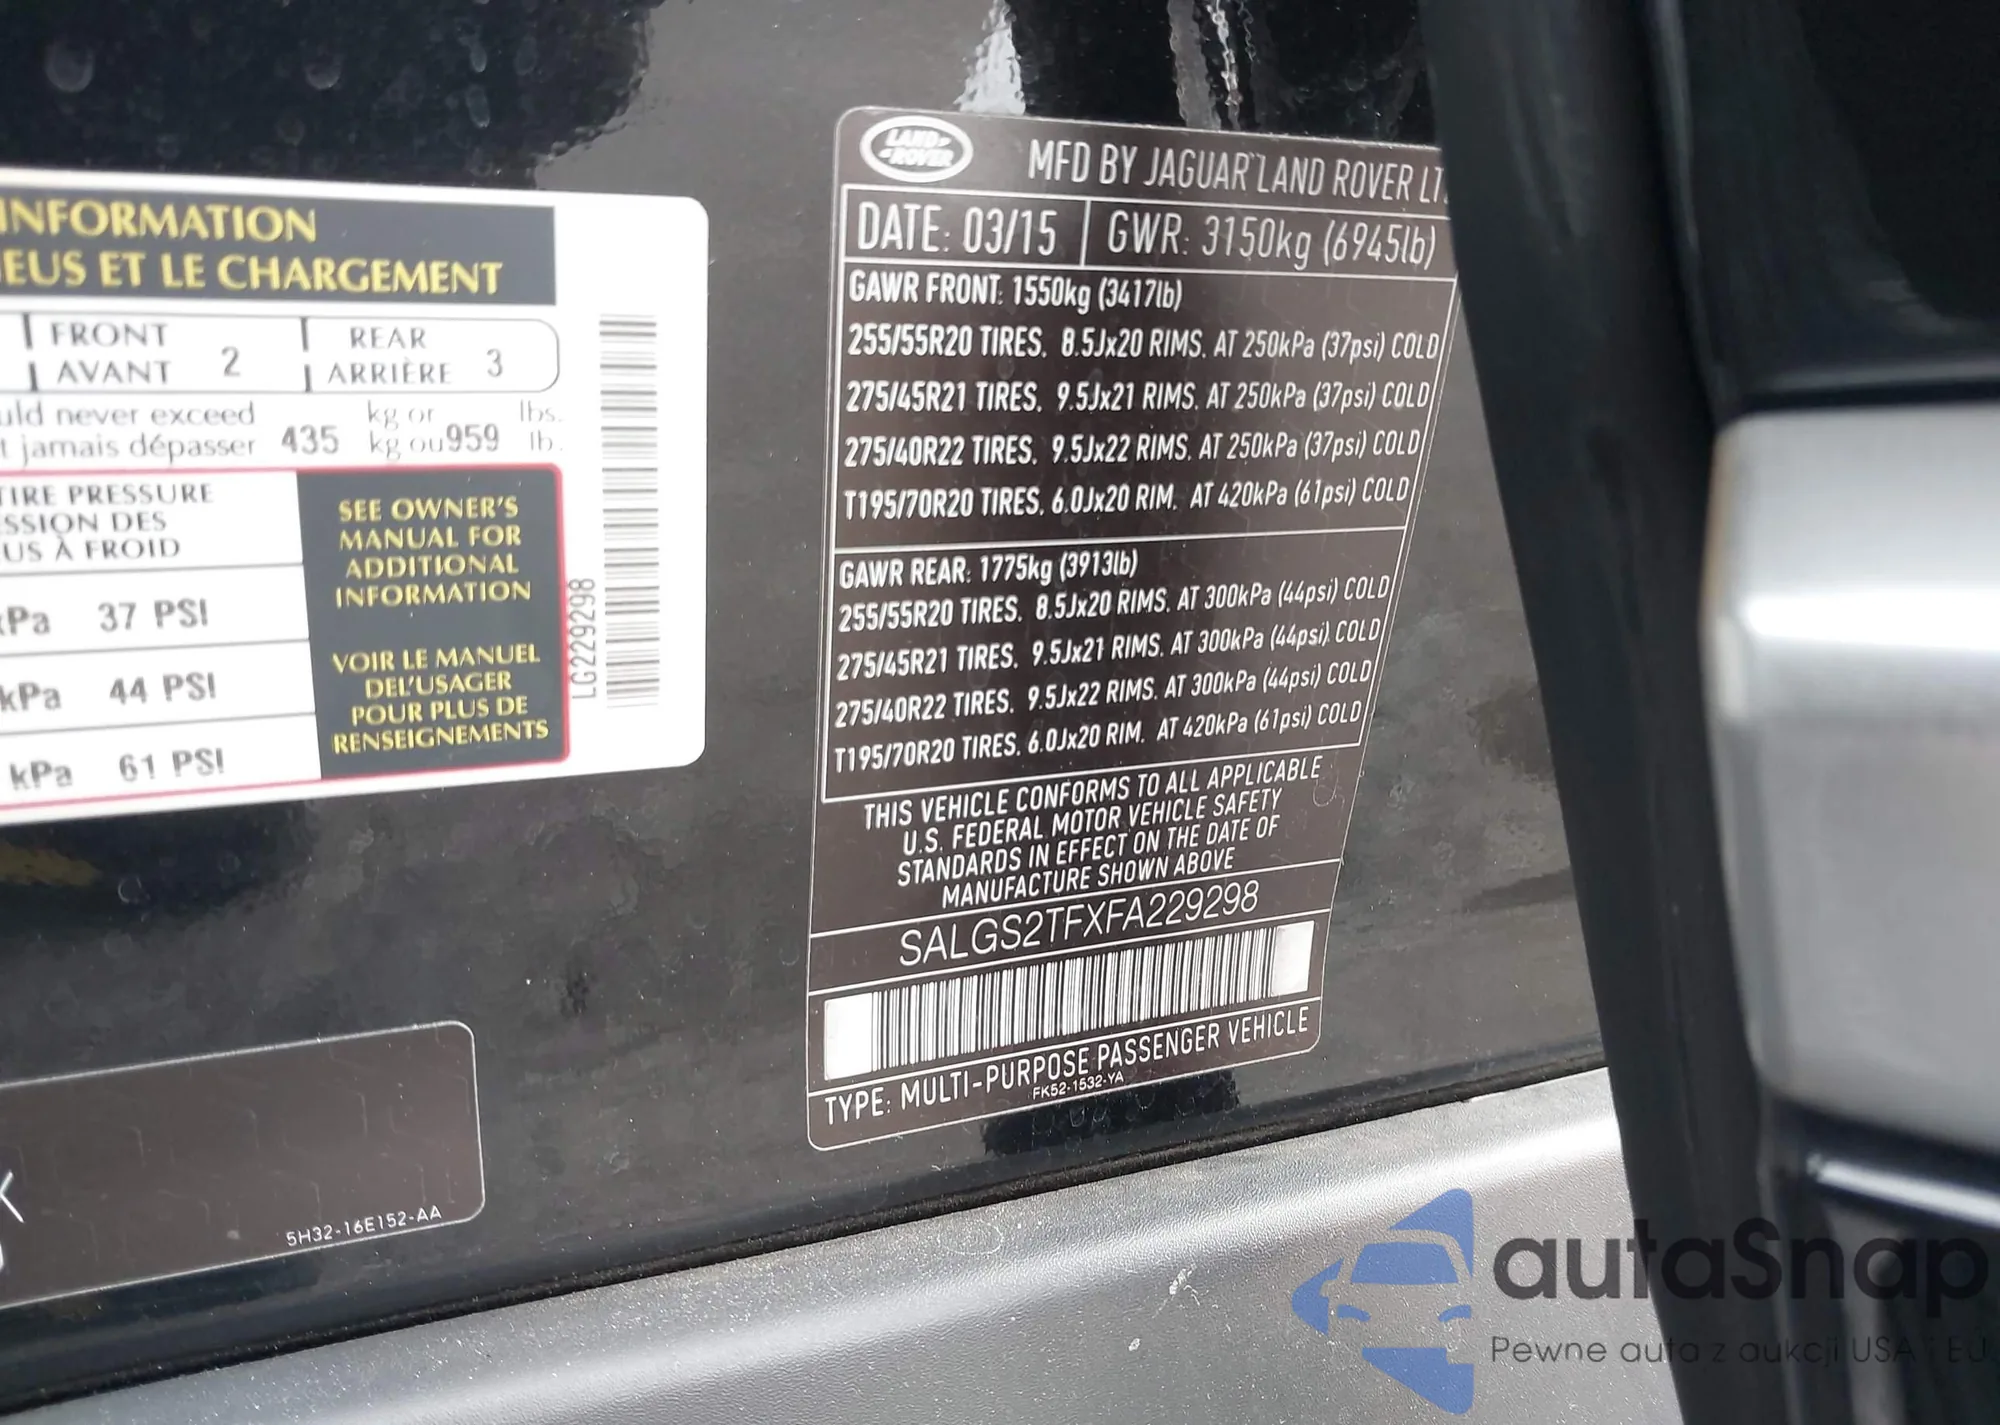 INFORMATION
EUS ET LE CHARGEMENT
FRONT
AVANT 2
REAR
ARRIÈRE 3
uld never exceed
t jamais dépasser
435
kg or
kg ou
959
lbs.
lb.
TIRE PRESSURE
SSION DES
US À FROID
kPa 37 PSI
kPa 44 PSI
kPa 61 PSI
SEE OWNER'S
MANUAL FOR
ADDITIONAL
INFORMATION
VOIR LE MANUEL
DEL'USAGER
POUR PLUS DE
RENSEIGNEMENTS
LG229298
5H32-16E152-AA
LAND
ROVER
MFD BY JAGUAR LAND ROVER LT
DATE: 03/15 GWR: 3150kg (6945lb)
GAWR FRONT: 1550kg (3417lb)
255/55R20 TIRES. 8.5Jx20 RIMS. AT 250kPa (37psi) COLD
275/45R21 TIRES. 9.5Jx21 RIMS. AT 250kPa (37psi) COLD
275/40R22 TIRES. 9.5Jx22 RIMS. AT 250kPa (37psi) COLD
T195/70R20 TIRES. 6.0Jx20 RIM. AT 420kPa (61psi) COLD
GAWR REAR: 1775kg (3913lb)
255/55R20 TIRES. 8.5Jx20 RIMS. AT 300kPa (44psi) COLD
275/45R21 TIRES. 9.5Jx21 RIMS. AT 300kPa (44psi) COLD
275/40R22 TIRES. 9.5Jx22 RIMS. AT 300kPa (44psi) COLD
T195/70R20 TIRES. 6.0Jx20 RIM. AT 420kPa (61psi) COLD
THIS VEHICLE CONFORMS TO ALL APPLICABLE
U.S. FEDERAL MOTOR VEHICLE SAFETY
STANDARDS IN EFFECT ON THE DATE OF
MANUFACTURE SHOWN ABOVE
SALGS2TFXFA229298
TYPE: MULTI-PURPOSE PASSENGER VEHICLE
FK52-1532-YA
autaSnap
Pewne auta z aukcji USA i EU